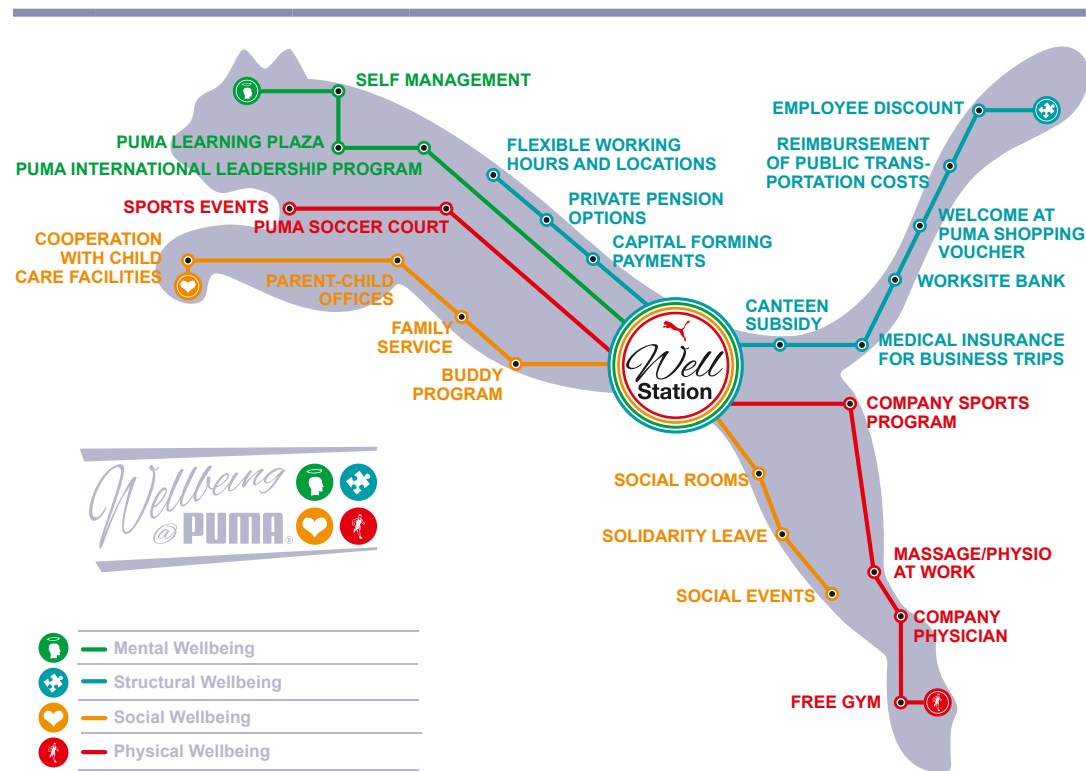 SELF MANAGEMENT
PUMA LEARNING PLAZA
PUMA INTERNATIONAL LEADERSHIP PROGRAM
FLEXIBLE WORKING
HOURS AND LOCATIONS
PRIVATE PENSION
OPTIONS
CAPITAL FORMING
PAYMENTS
SPORTS EVENTS
PUMA SOCCER COURT
COOPERATION
WITH CHILD
CARE FACILITIES
PARENT-CHILD
OFFICES
FAMILY
SERVICE
BUDDY
PROGRAM
EMPLOYEE DISCOUNT
REIMBURSEMENT
OF PUBLIC TRANS-
PORTATION COSTS
WELCOME AT
PUMA SHOPPING
VOUCHER
WORKSITE BANK
CANTEEN
SUBSIDY
MEDICAL INSURANCE
FOR BUSINESS TRIPS
Well
Station
COMPANY SPORTS
PROGRAM
SOCIAL ROOMS
SOLIDARITY LEAVE
SOCIAL EVENTS
MASSAGE/PHYSIO
AT WORK
COMPANY
PHYSICIAN
FREE GYM
Wellbeing
@ PUMA®
Mental Wellbeing
Structural Wellbeing
Social Wellbeing
Physical Wellbeing